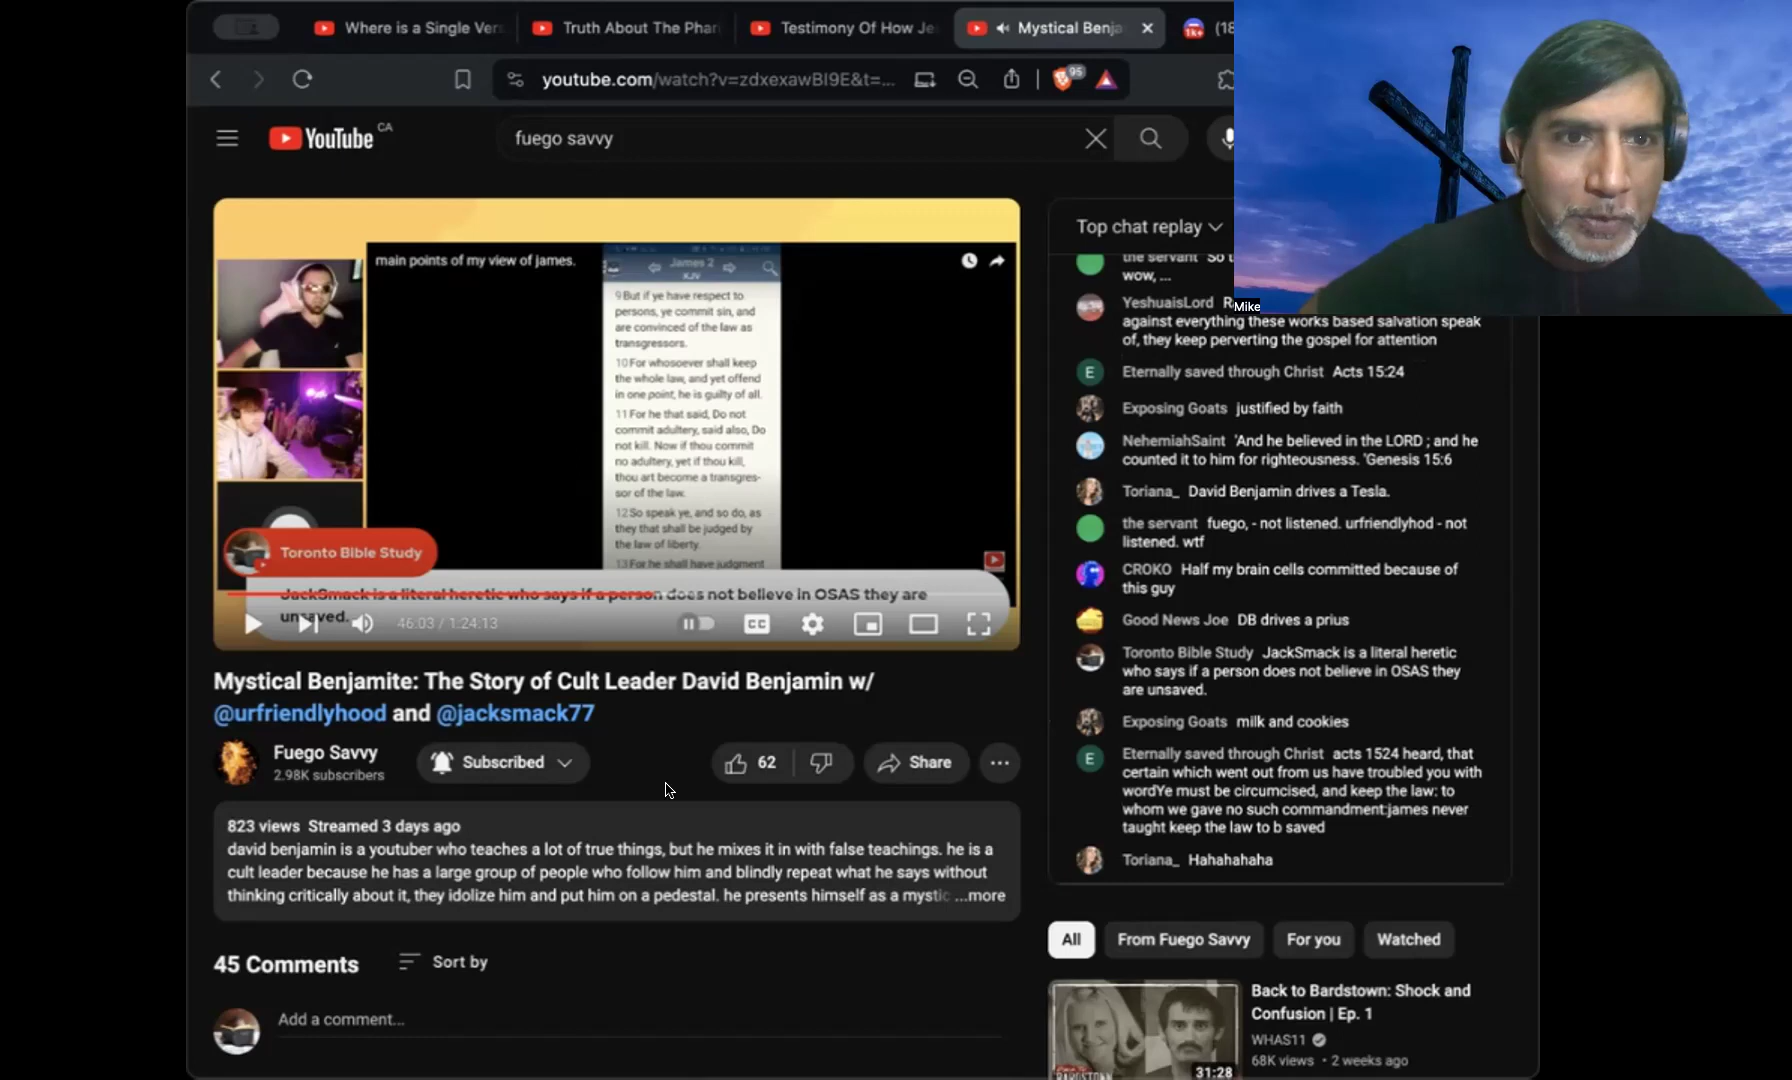 Where is a Single Ver
Truth About The Phar
Testimony Of How Je
Mystical Benja
1k+
(18
youtube.com/watch?v=zdxexawBI9E&t=...
95
YouTube CA
fuego savvy
main points of my view of james.
James 2
KJV
9 But if ye have respect to
persons, ye commit sin, and
are convinced of the law as
transgressors.
10 For whosoever shall keep
the whole law, and yet offend
in one point, he is guilty of all.
11 For he that said, Do not
commit adultery, said also, Do
not kill. Now if thou commit
no adultery, yet if thou kill,
thou art become a transgres-
sor of the law.
12 So speak ye, and so do, as
they that shall be judged by
the law of liberty.
13 For he shall have judgment
Toronto Bible Study
JackSmack is a literal heretic who says if a person does not believe in OSAS they are
unsaved.
46:03 / 1:24:13
CC
Mystical Benjamite: The Story of Cult Leader David Benjamin w/
@urfriendlyhood and @jacksmack77
Fuego Savvy
2.98K subscribers
Subscribed
62
Share
823 views Streamed 3 days ago
david benjamin is a youtuber who teaches a lot of true things, but he mixes it in with false teachings. he is a
cult leader because he has a large group of people who follow him and blindly repeat what he says without
thinking critically about it, they idolize him and put him on a pedestal. he presents himself as a mystic ...more
45 Comments
Sort by
Add a comment...
Top chat replay
the servant So
wow, ...
YeshuaisLord
against everything these works based salvation speak
of, they keep perverting the gospel for attention
E
Eternally saved through Christ Acts 15:24
Exposing Goats justified by faith
NehemiahSaint 'And he believed in the LORD ; and he
counted it to him for righteousness. 'Genesis 15:6
Toriana_ David Benjamin drives a Tesla.
the servant fuego, - not listened. urfriendlyhod - not
listened. wtf
CROKO Half my brain cells committed because of
this guy
Good News Joe DB drives a prius
Toronto Bible Study JackSmack is a literal heretic
who says if a person does not believe in OSAS they
are unsaved.
Exposing Goats milk and cookies
E
Eternally saved through Christ acts 1524 heard, that
certain which went out from us have troubled you with
wordYe must be circumcised, and keep the law: to
whom we gave no such commandment:james never
taught keep the law to b saved
Toriana_ Hahahahaha
All
From Fuego Savvy
For you
Watched
Back to Bardstown: Shock and
Confusion | Ep. 1
WHAS11
68K views • 2 weeks ago
31:28
Mike